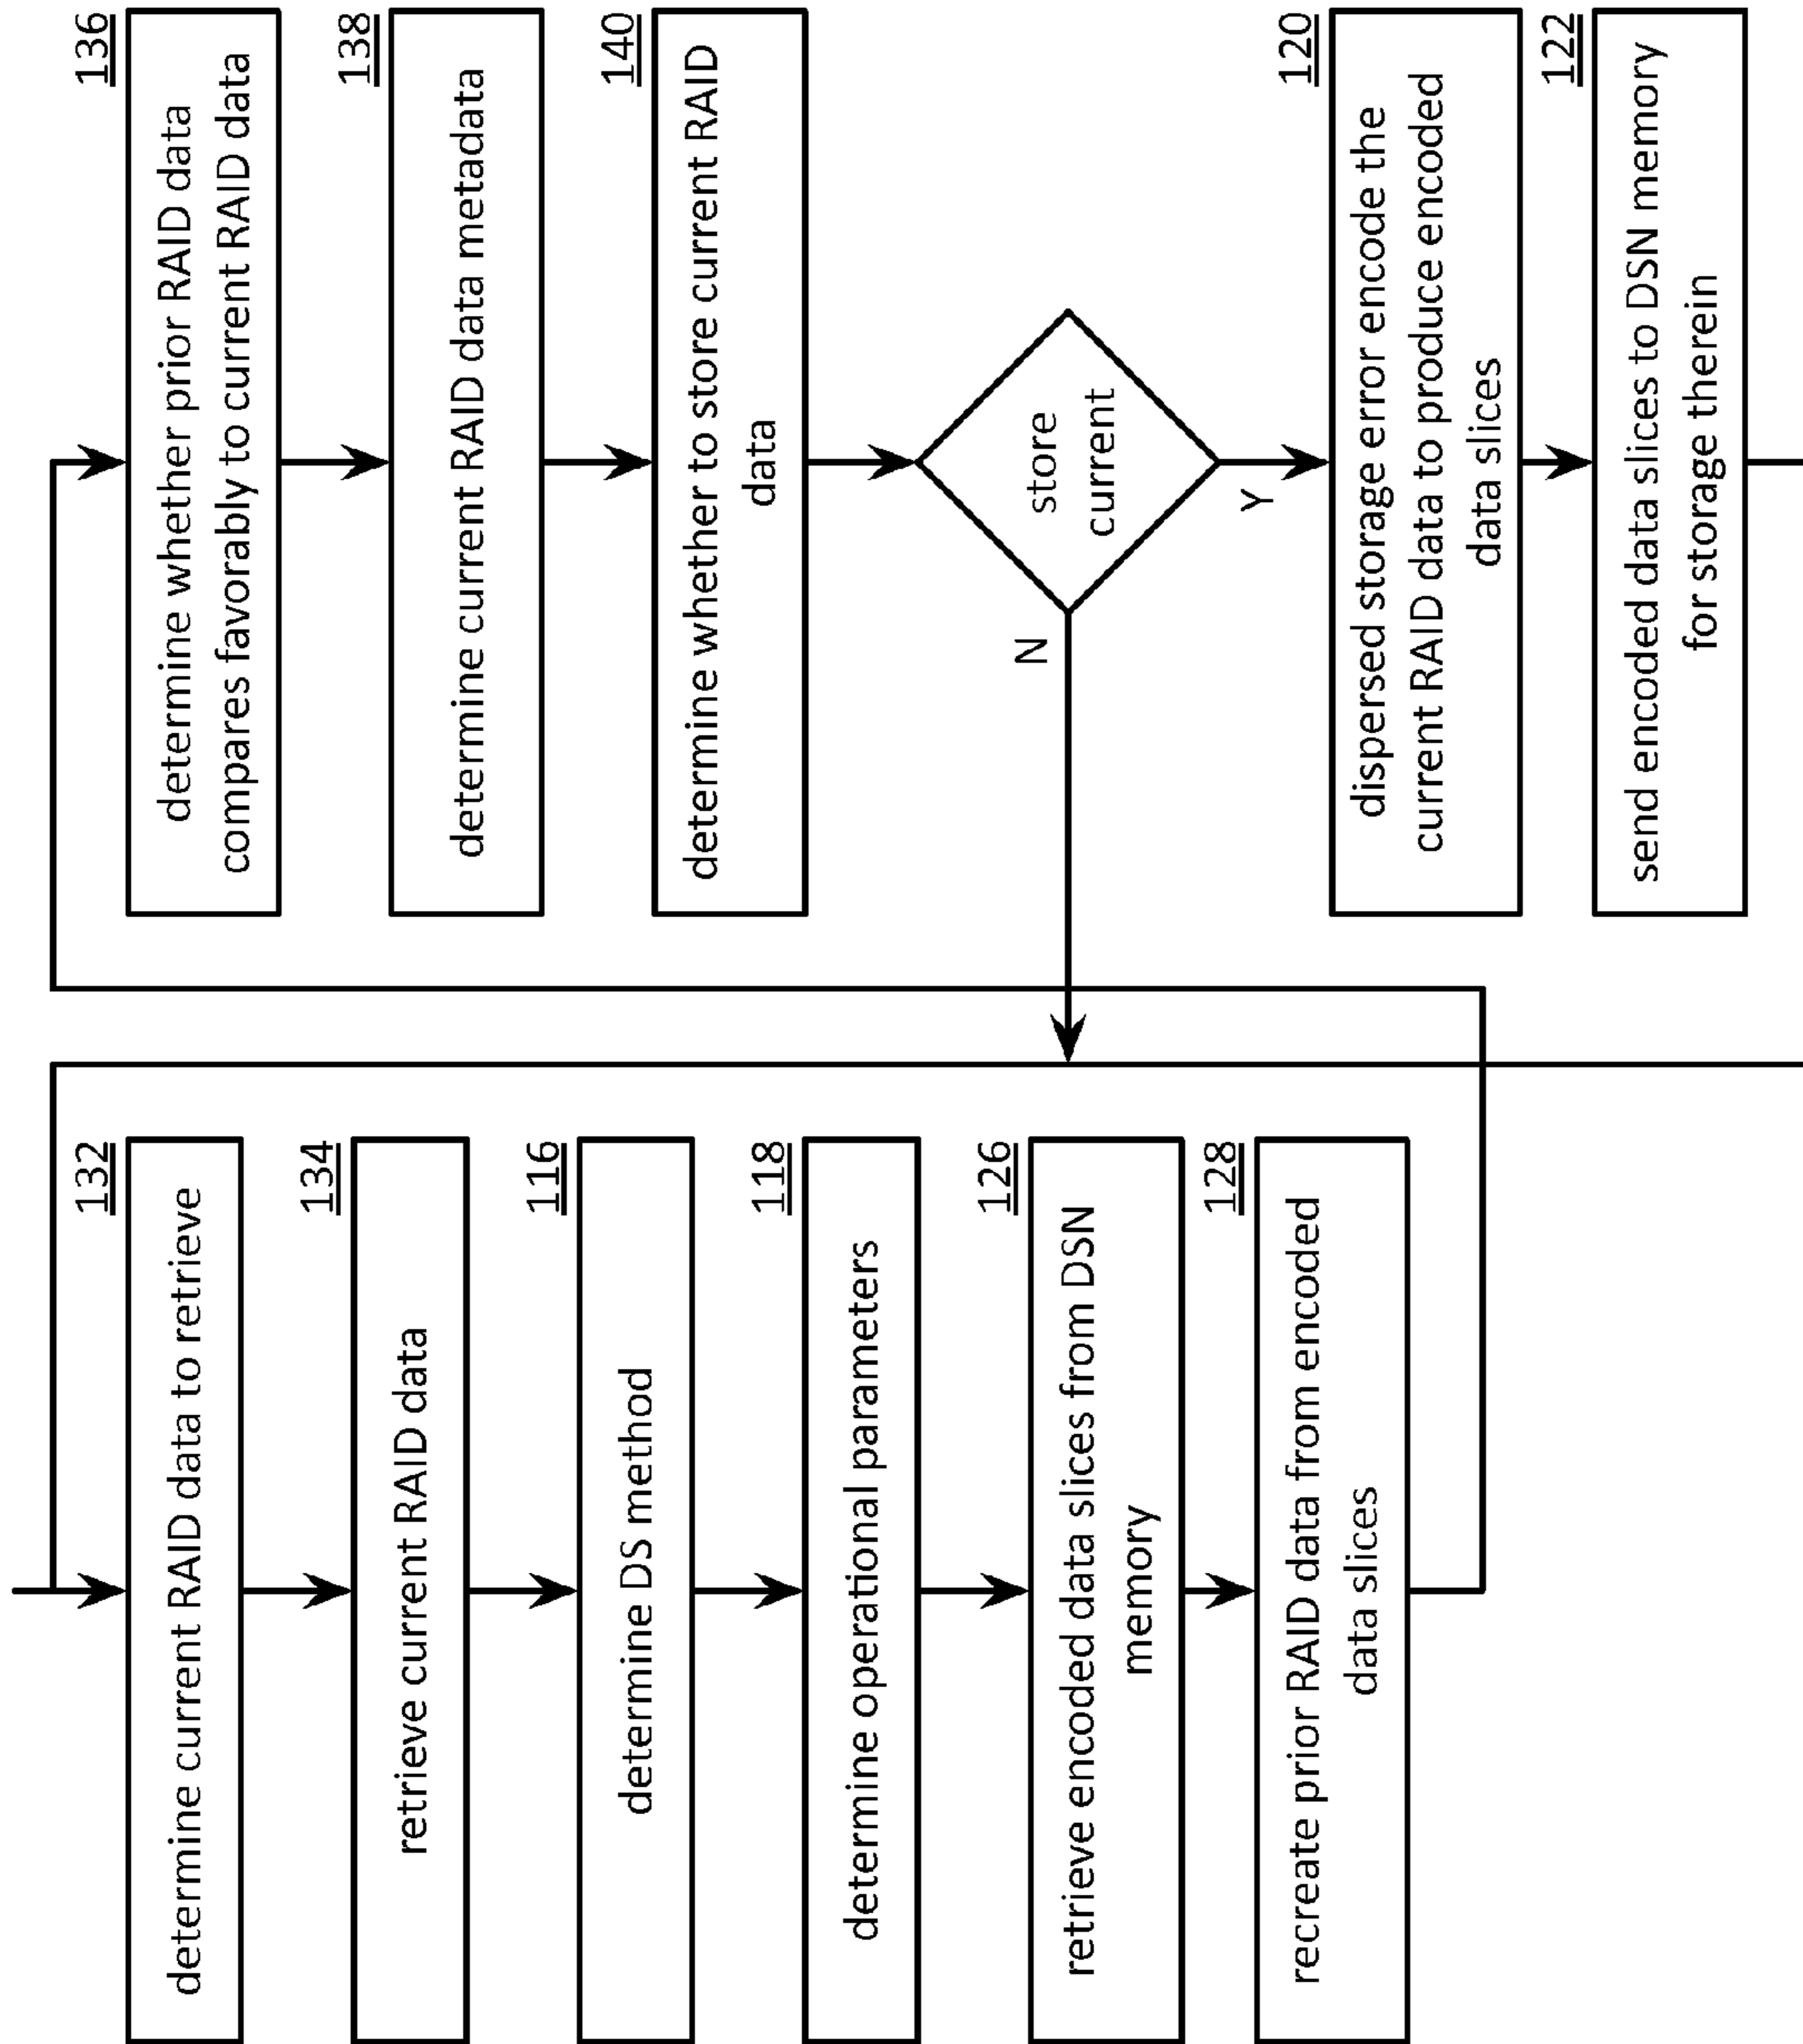 132
determine current RAID data to retrieve
134
retrieve current RAID data
116
determine DS method
118
determine operational parameters
126
retrieve encoded data slices from DSN
memory
128
recreate prior RAID data from encoded
data slices
136
determine whether prior RAID data
compares favorably to current RAID data
138
determine current RAID data metadata
140
determine whether to store current RAID
data
store
current
N
Y
120
dispersed storage error encode the
current RAID data to produce encoded
data slices
122
send encoded data slices to DSN memory
for storage therein